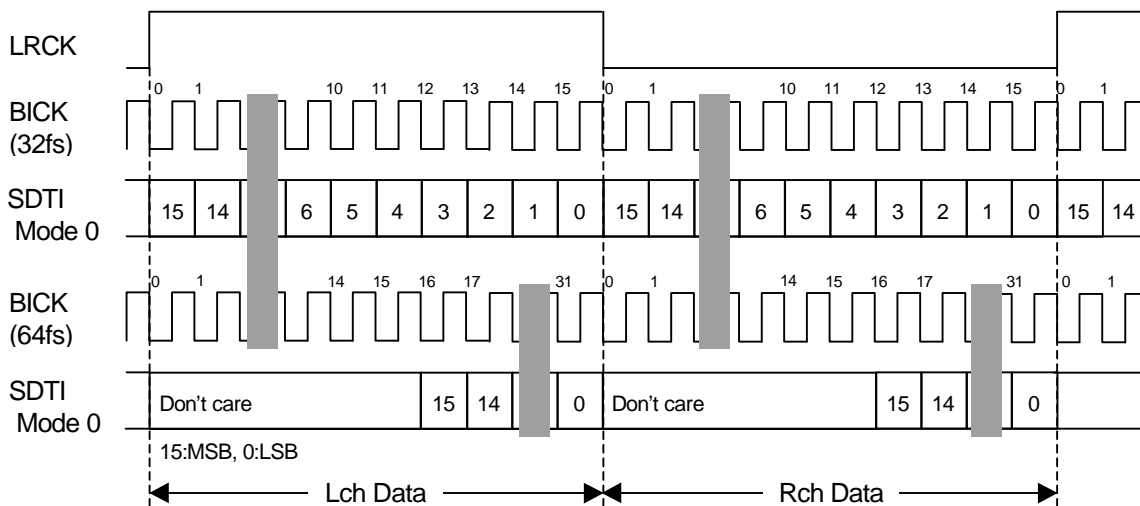 LRCK
0 1 10 11 12 13 14 15 0 1 10 11 12 13 14 15 0 1
BICK
(32fs)
SDTI
Mode 0
15 14 6 5 4 3 2 1 0 15 14 6 5 4 3 2 1 0 15 14
0 1 14 15 16 17 31 0 1 14 15 16 17 31 0 1
BICK
(64fs)
SDTI
Mode 0
Don't care 15 14 0 Don't care 15 14 0
15:MSB, 0:LSB
Lch Data Rch Data